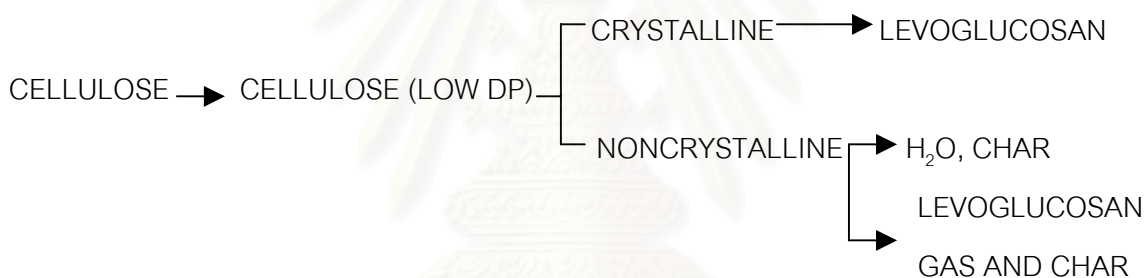 CRYSTALLINE LEVOGLUCOSAN
CELLULOSE CELLULOSE (LOW DP)
NONCRYSTALLINE H₂O, CHAR
LEVOGLUCOSAN
GAS AND CHAR